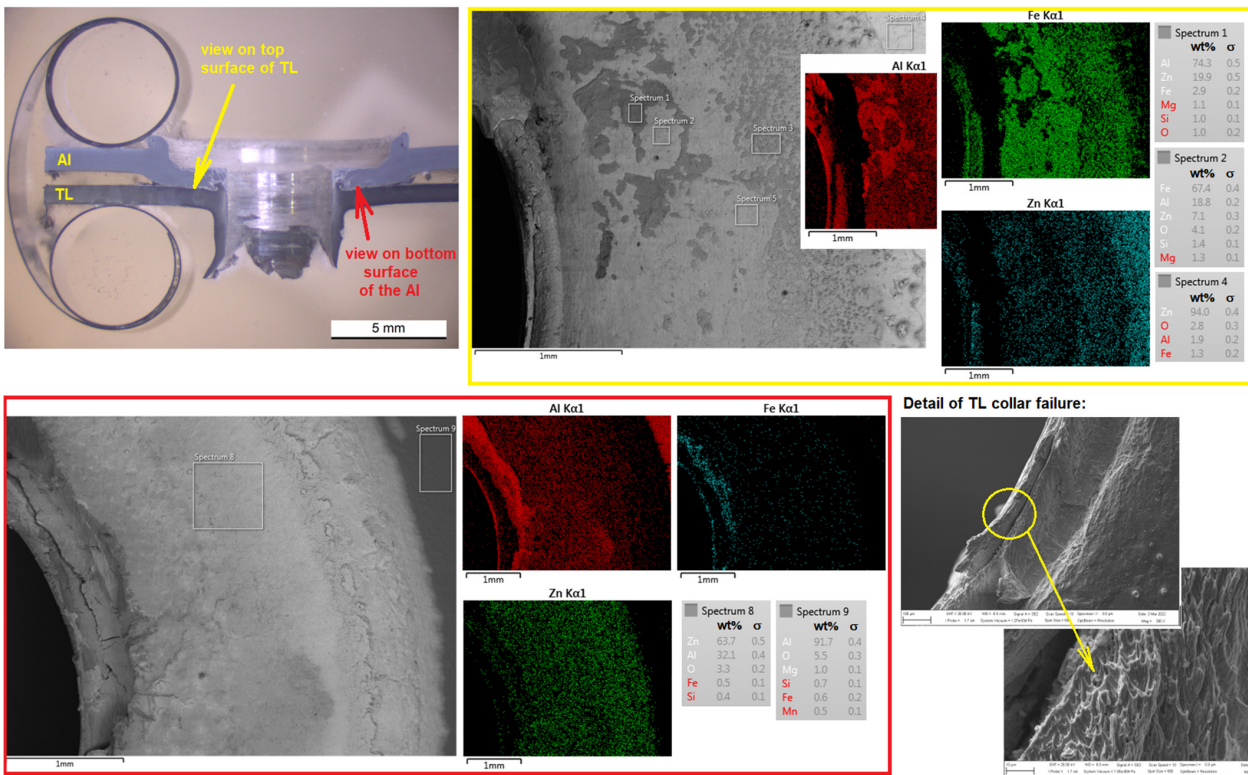 view on top
surface of TL
Al
TL
view on bottom
surface
of the Al
5 mm
Spectrum 4
Spectrum 1
Spectrum 2
Spectrum 3
Spectrum 5
1mm
Al Kα1
1mm
Fe Kα1
1mm
Zn Kα1
1mm
Spectrum 1
wt% σ
Al 74.3 0.5
Zn 19.9 0.5
Fe 2.9 0.2
Mg 1.1 0.1
Si 1.0 0.1
O 1.0 0.2
Spectrum 2
wt% σ
Fe 67.4 0.4
Al 18.8 0.2
Zn 7.1 0.3
O 4.1 0.2
Si 1.4 0.1
Mg 1.3 0.1
Spectrum 4
wt% σ
Zn 94.0 0.4
O 2.8 0.3
Al 1.9 0.2
Fe 1.3 0.2
Spectrum 8
Spectrum 9
1mm
Al Kα1
1mm
Fe Kα1
1mm
Zn Kα1
1mm
Spectrum 8
wt% σ
Zn 63.7 0.5
Al 32.1 0.4
O 3.3 0.2
Fe 0.5 0.1
Si 0.4 0.1
Spectrum 9
wt% σ
Al 91.7 0.4
O 5.5 0.3
Mg 1.0 0.1
Si 0.7 0.1
Fe 0.6 0.2
Mn 0.5 0.1
Detail of TL collar failure: